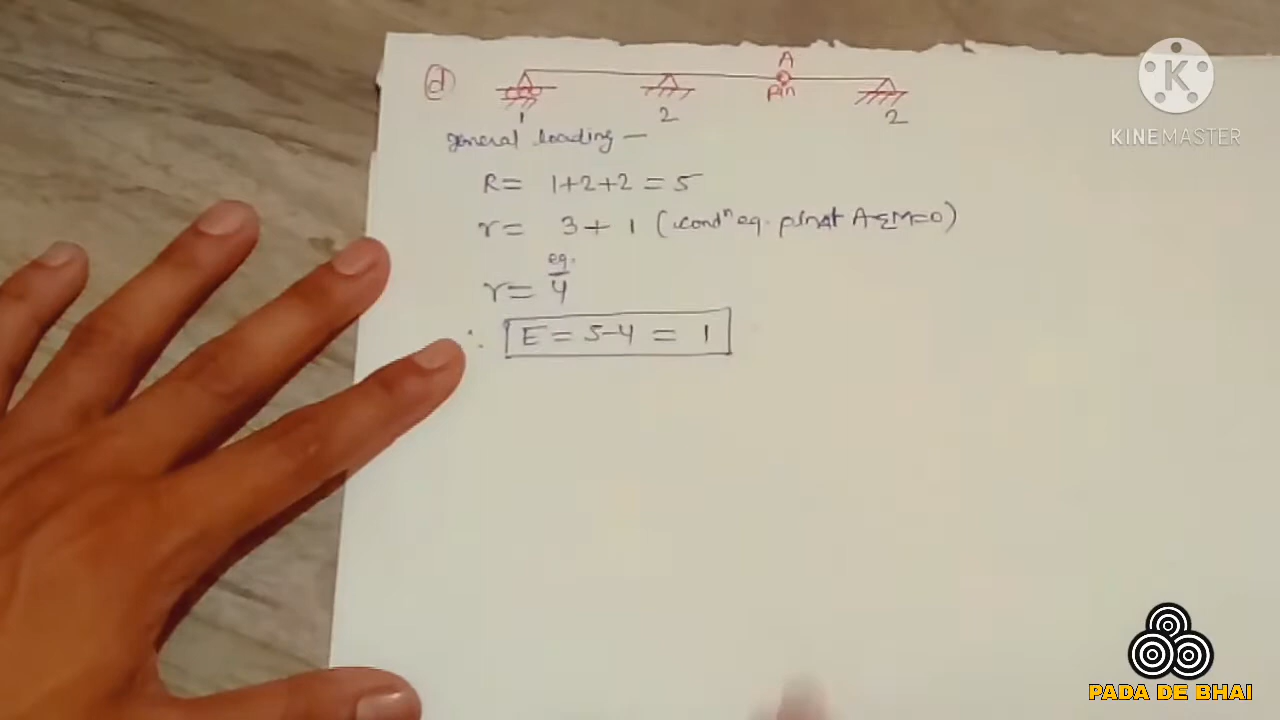 A
d
Pin
1 2 2
general loading —
R = 1+2+2 = 5
r = 3 + 1 (condⁿ eq. pin at A ΣM=0)
eq.
r = 4
∴ E = 5-4 = 1
K
KINEMASTER
PADA DE BHAI